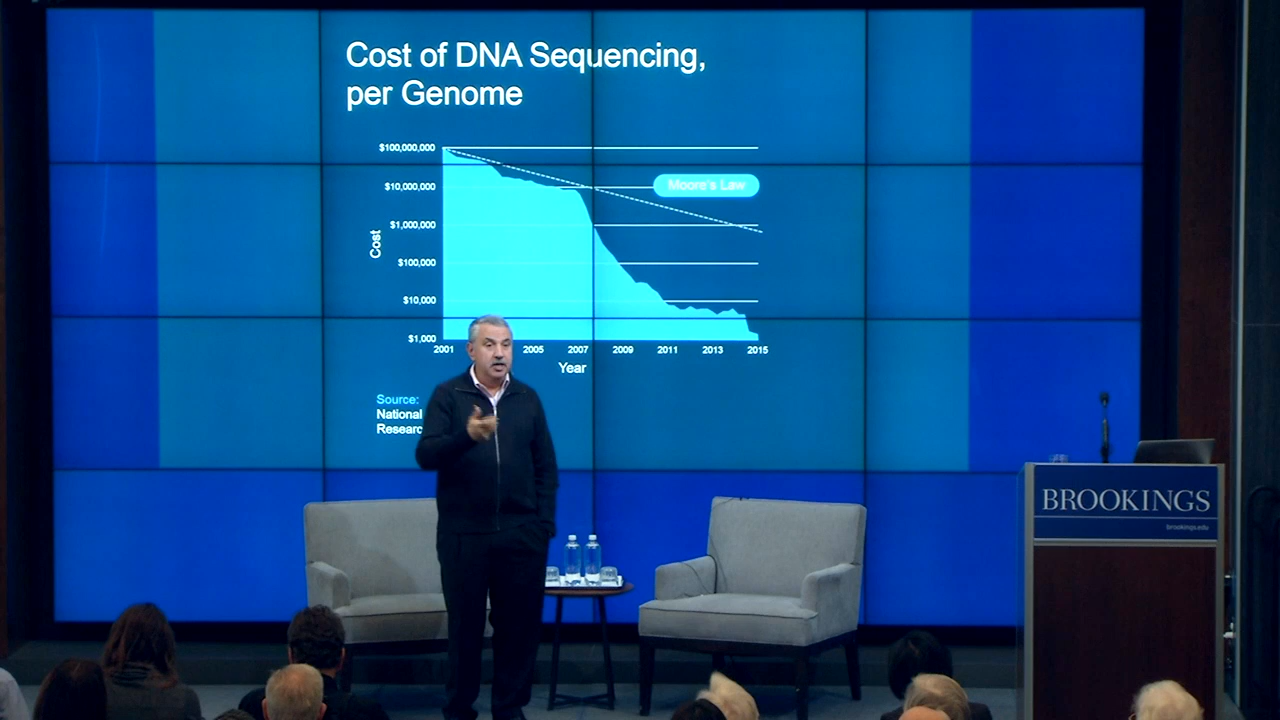 Cost of DNA Sequencing,
per Genome
$100,000,000
$10,000,000
Moore's Law
$1,000,000
Cost
$100,000
$10,000
$1,000
2001 2005 2007 2009 2011 2013 2015
Year
Source:
National
BROOKINGS
brookings.edu